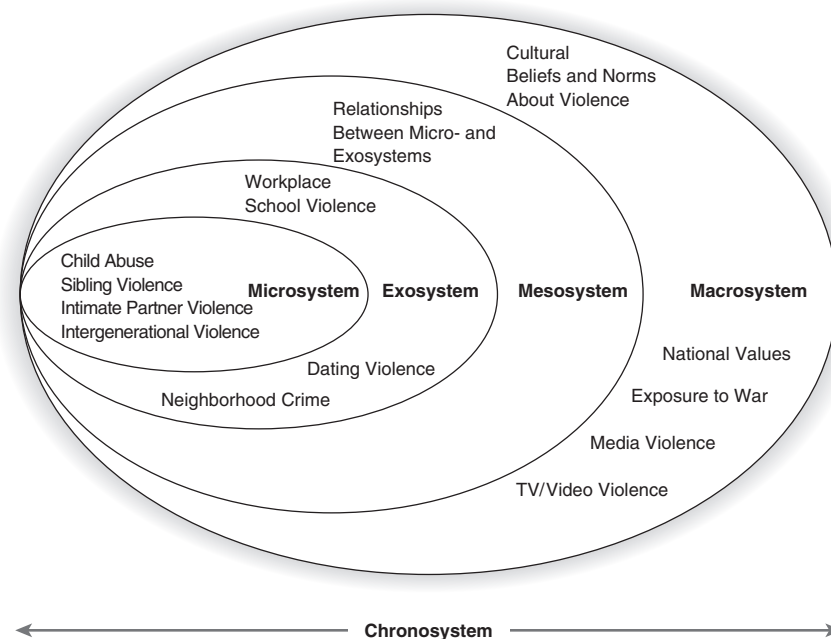 Cultural
Beliefs and Norms
About Violence
Relationships
Between Micro- and
Exosystems
Workplace
School Violence
Child Abuse
Sibling Violence
Intimate Partner Violence
Intergenerational Violence
Microsystem
Exosystem
Mesosystem
Macrosystem
National Values
Dating Violence
Exposure to War
Neighborhood Crime
Media Violence
TV/Video Violence
Chronosystem